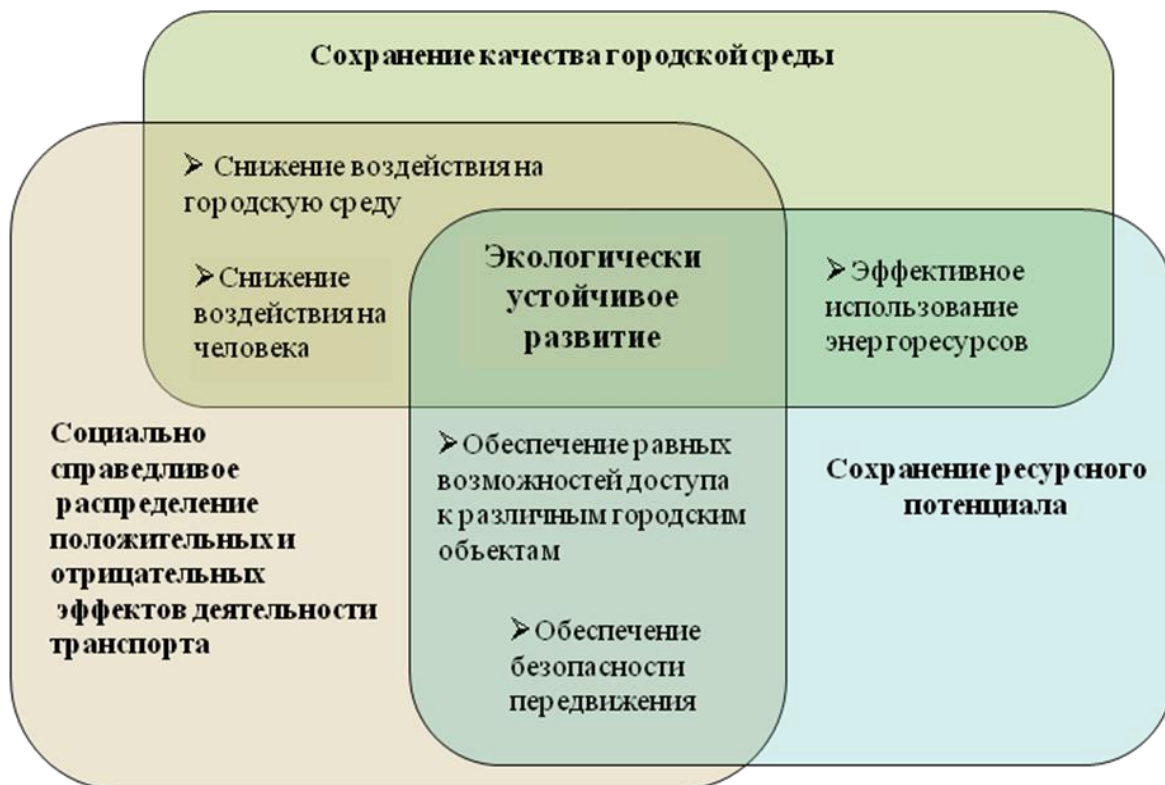 Сохранение качества городской среды
➢ Снижение воздействия на
городскую среду
➢ Снижение
воздействия на
человека
Экологически
устойчивое
развитие
➢ Эффективное
использование
энергоресурсов
Социально
справедливое
распределение
положительных и
отрицательных
эффектов деятельности
транспорта
➢ Обеспечение равных
возможностей доступа
к различным городским
обьектам
➢ Обеспечение
безопасности
передвижения
Сохранение ресурсного
потенциала